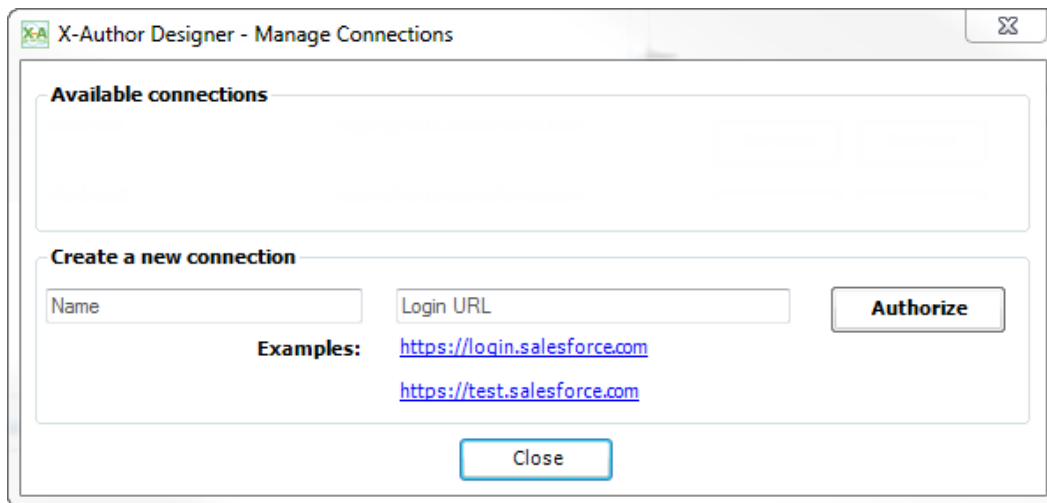 X-A X-Author Designer - Manage Connections
Available connections
Create a new connection
Name Login URL Authorize
Examples: https://login.salesforce.com
https://test.salesforce.com
Close